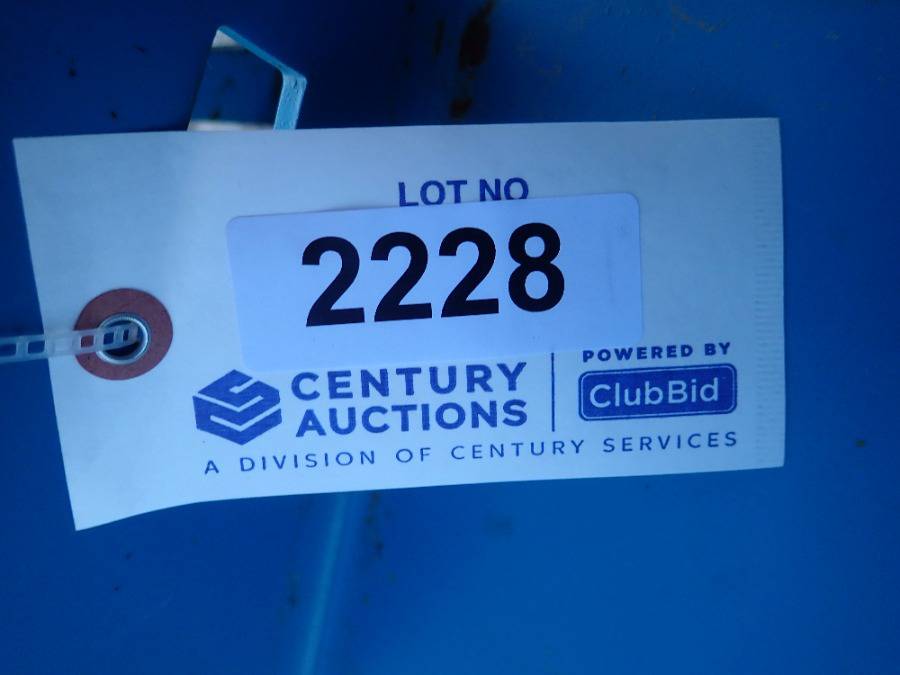 LOT NO
2228
CENTURY
AUCTIONS
POWERED BY
ClubBid
A DIVISION OF CENTURY SERVICES